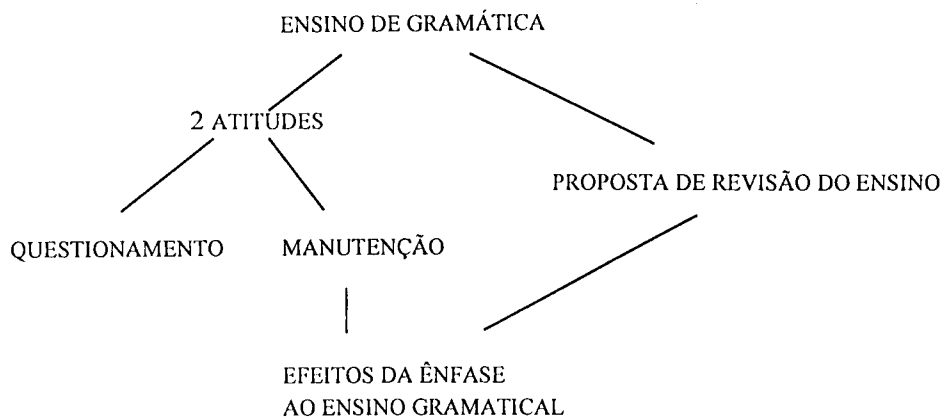 ENSINO DE GRAMÁTICA
2 ATITUDES
PROPOSTA DE REVISÃO DO ENSINO
QUESTIONAMENTO
MANUTENÇÃO
EFEITOS DA ÊNFASE
AO ENSINO GRAMATICAL